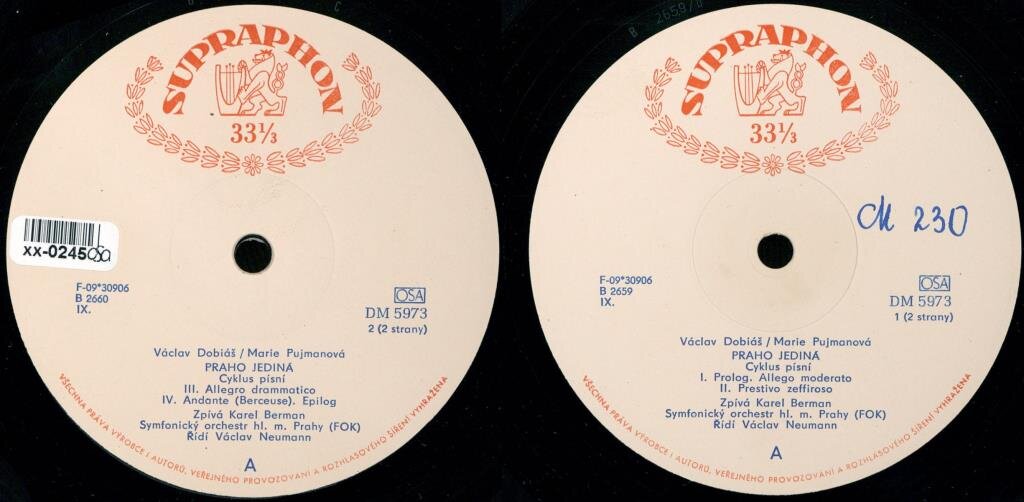 SUPRAPHON
33⅓
xx-0245 OSA
F-09*30906
B 2660
IX.
OSA
DM 5973
2 (2 strany)
Václav Dobiáš / Marie Pujmanová
PRAHO JEDINÁ
Cyklus písní
III. Allegro drammatico
IV. Andante (Berceuse). Epilog
Zpívá Karel Berman
Symfonický orchestr hl. m. Prahy (FOK)
Řídí Václav Neumann
A
VŠECHNA PRÁVA VÝROBCE I AUTORŮ, VEŘEJNÉHO PROVOZOVÁNÍ A ROZHLASOVÉHO ŠÍŘENÍ VYHRAŽENA
B 2659/
SUPRAPHON
33⅓
M 230
F-09*30906
B 2659
IX.
OSA
DM 5973
1 (2 strany)
Václav Dobiáš / Marie Pujmanová
PRAHO JEDINÁ
Cyklus písní
I. Prolog. Allego moderato
II. Prestivo zeffiroso
Zpívá Karel Berman
Symfonický orchestr hl. m. Prahy (FOK)
Řídí Václav Neumann
A
VŠECHNA PRÁVA VÝROBCE I AUTORŮ, VEŘEJNÉHO PROVOZOVÁNÍ A ROZHLASOVÉHO ŠÍŘENÍ VYHRAŽENA